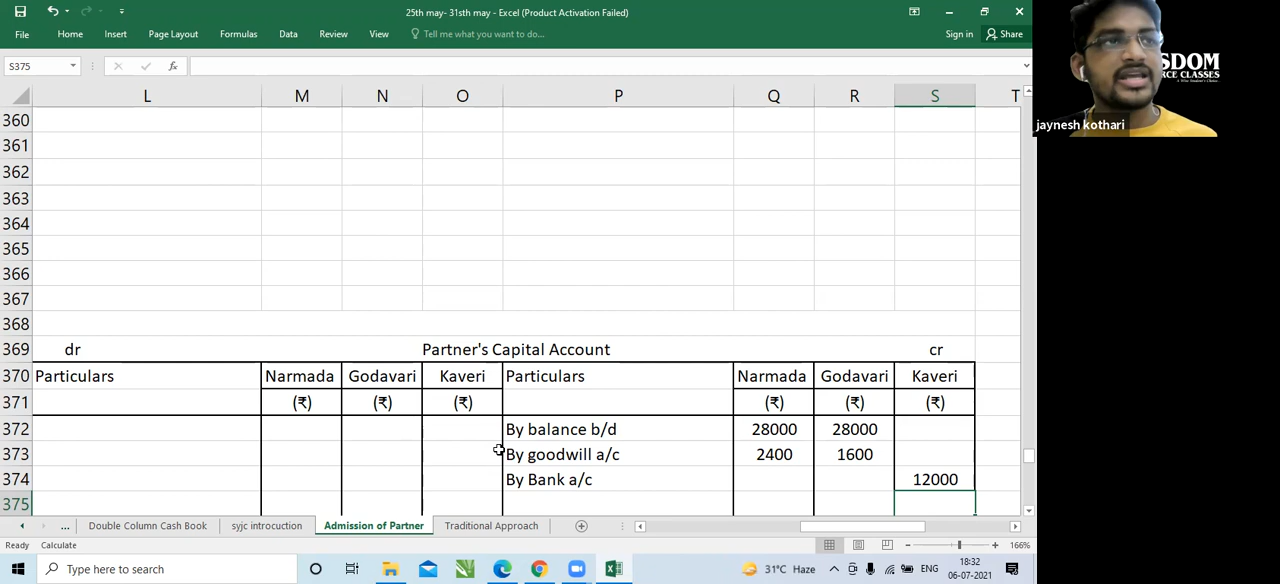 25th may- 31sth may - Excel (Product Activation Failed)
File Home Insert Page Layout Formulas Data Review View Tell me what you want to do... Sign in Share
S375 fx
L M N O P Q R S T
360
361
362
363
364
365
366
367
368
369 dr Partner's Capital Account cr
370 Particulars Narmada Godavari Kaveri Particulars Narmada Godavari Kaveri
371 (₹) (₹) (₹) (₹) (₹) (₹)
372 By balance b/d 28000 28000
373 By goodwill a/c 2400 1600
374 By Bank a/c 12000
375
... Double Column Cash Book syjc introcuction Admission of Partner Traditional Approach
Ready Calculate 166%
Type here to search 31°C Haze ENG 18:32
06-07-2021
jaynesh kothari